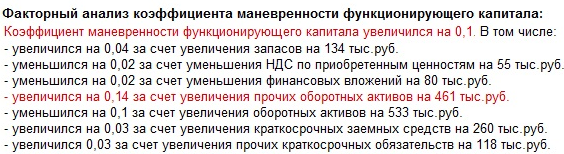 Факторный анализ коэффициента маневренности функционирующего капитала:
Коэффициент маневренности функционирующего капитала увеличился на 0,1. В том числе:
- увеличился на 0,04 за счет увеличения запасов на 134 тыс.руб.
- уменьшился на 0,02 за счет уменьшения НДС по приобретенным ценностям на 55 тыс.руб.
- уменьшился на 0,02 за счет уменьшения финансовых вложений на 80 тыс.руб.
- увеличился на 0,14 за счет увеличения прочих оборотных активов на 461 тыс.руб.
- уменьшился на 0,1 за счет увеличения оборотных активов на 533 тыс.руб.
- увеличился на 0,03 за счет увеличения краткосрочных заемных средств на 260 тыс.руб.
- увеличился 0,03 за счет увеличения прочих краткосрочных обязательств на 118 тыс.руб.